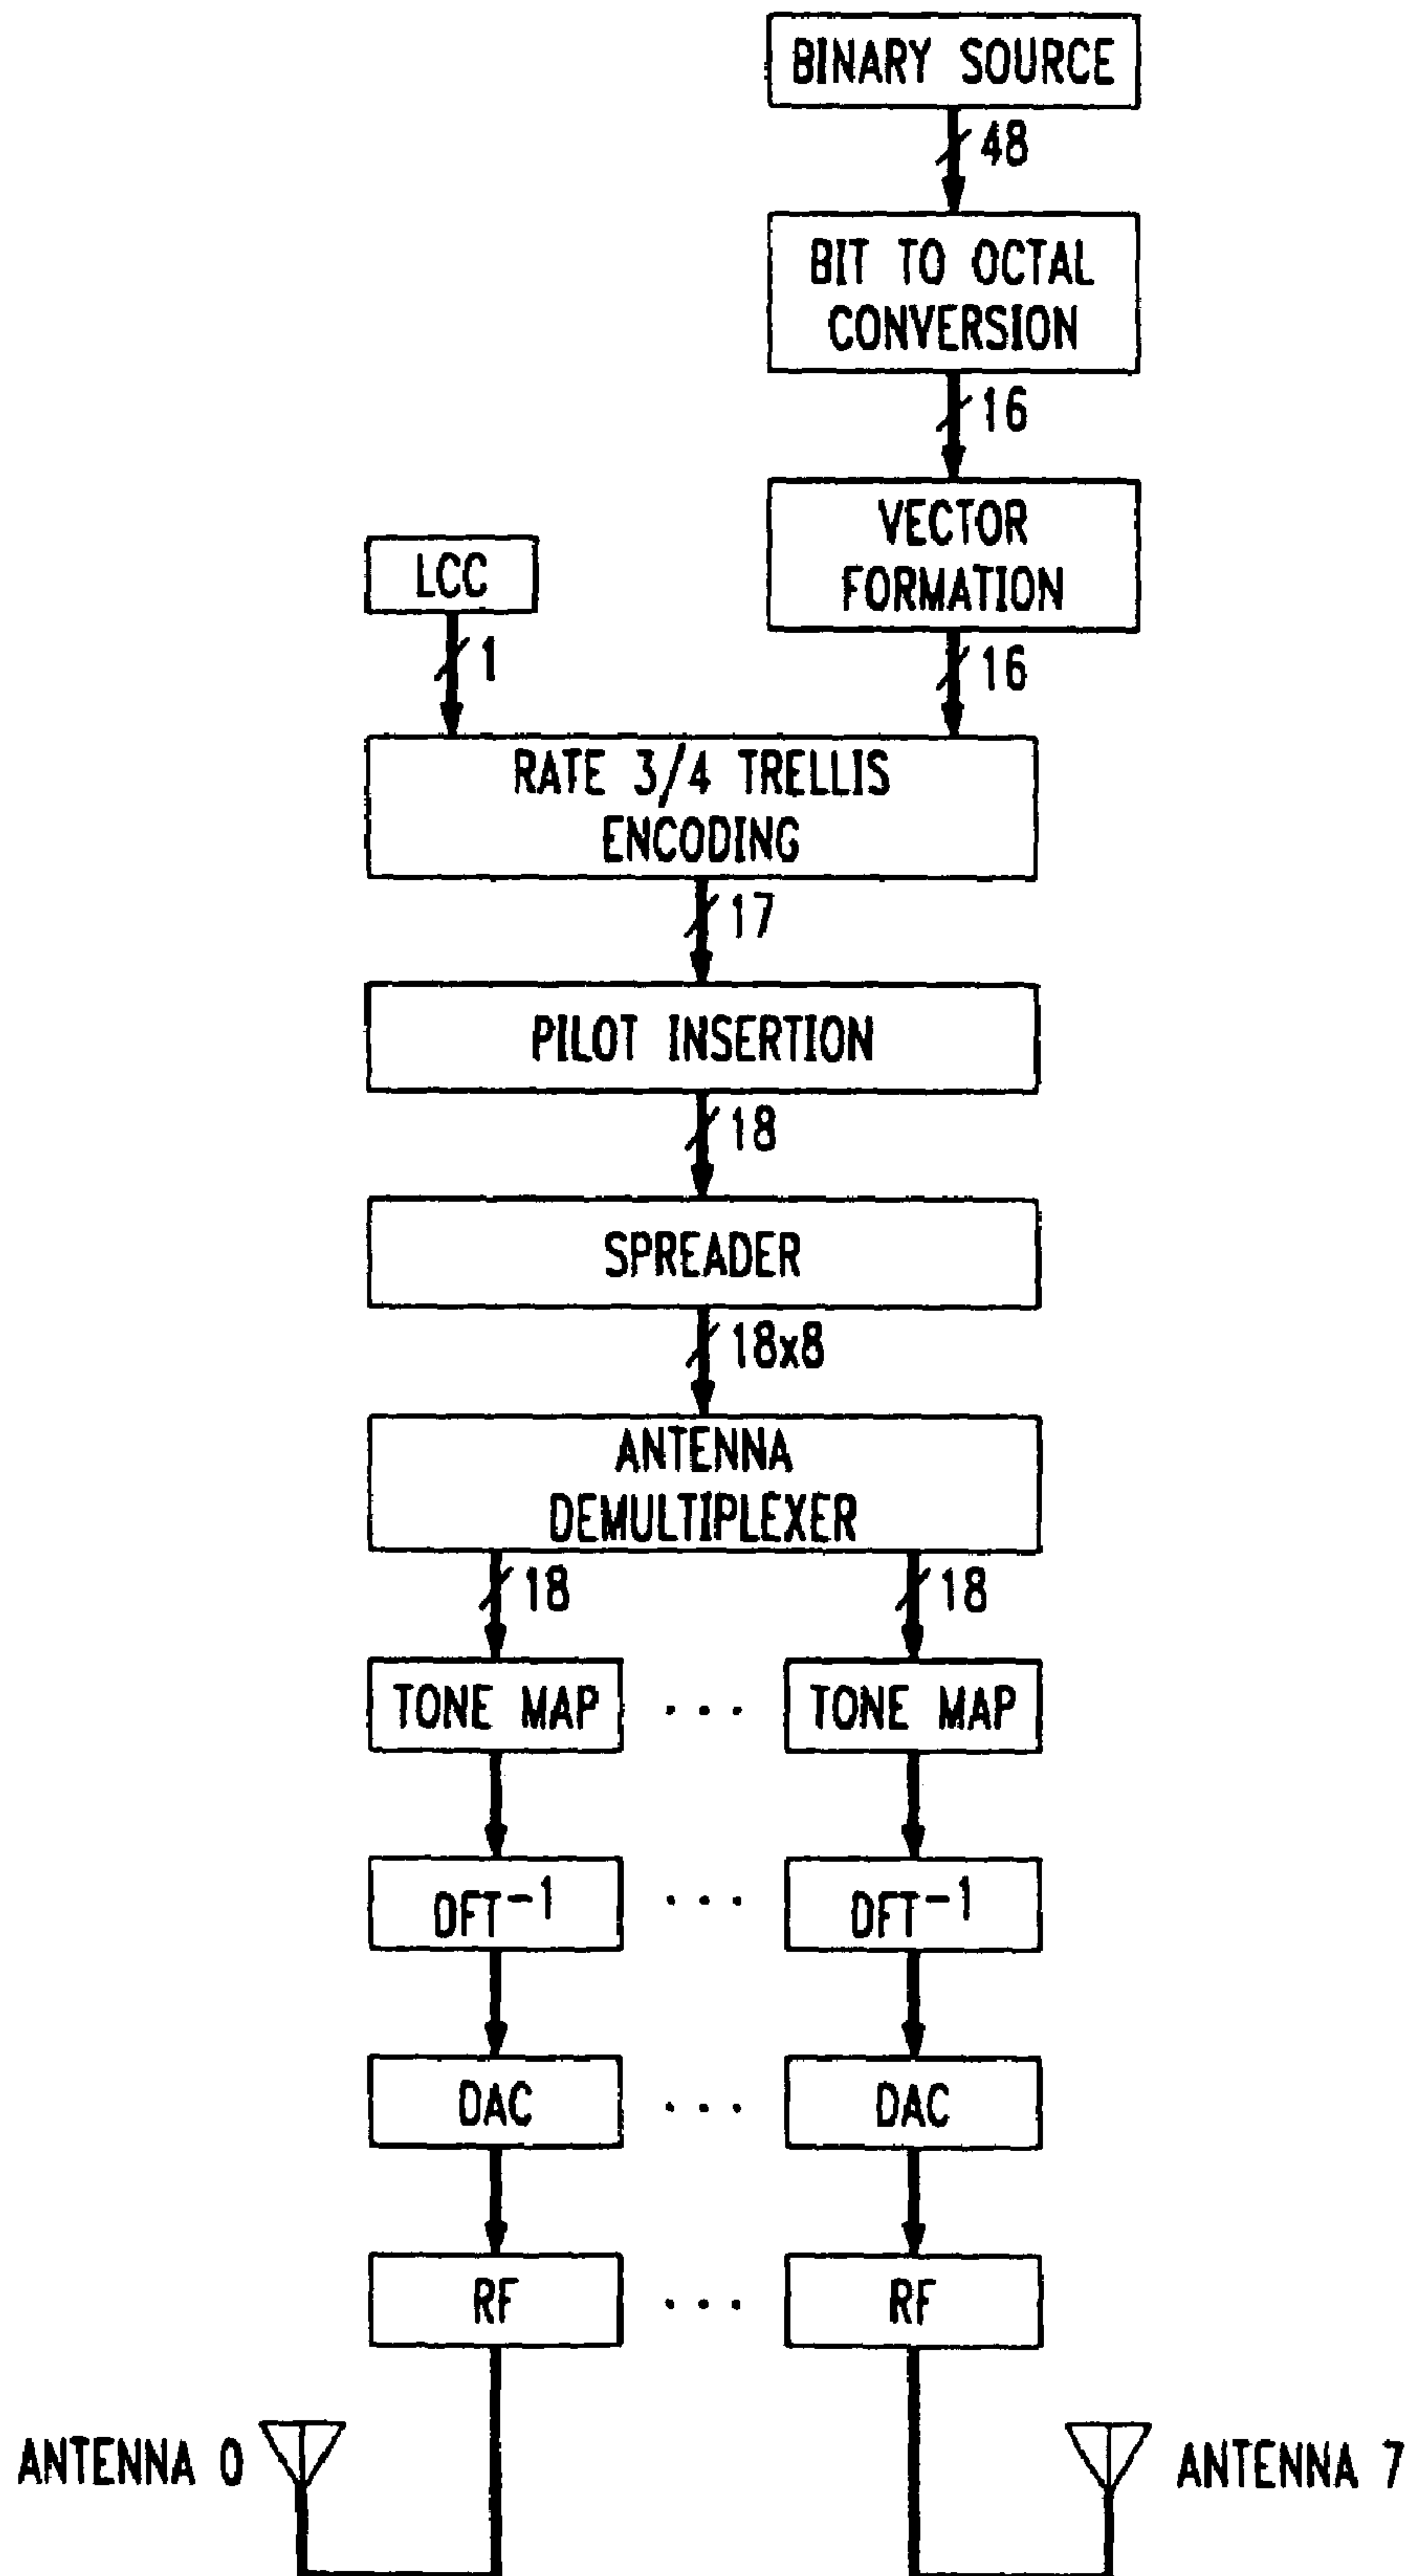 BINARY SOURCE
48
BIT TO OCTAL
CONVERSION
16
VECTOR
FORMATION
LCC
1
16
RATE 3/4 TRELLIS
ENCODING
17
PILOT INSERTION
18
SPREADER
18x8
ANTENNA
DEMULTIPLEXER
18 18
TONE MAP ... TONE MAP
DFT⁻¹ ... DFT⁻¹
DAC ... DAC
RF ... RF
ANTENNA 0 ANTENNA 7